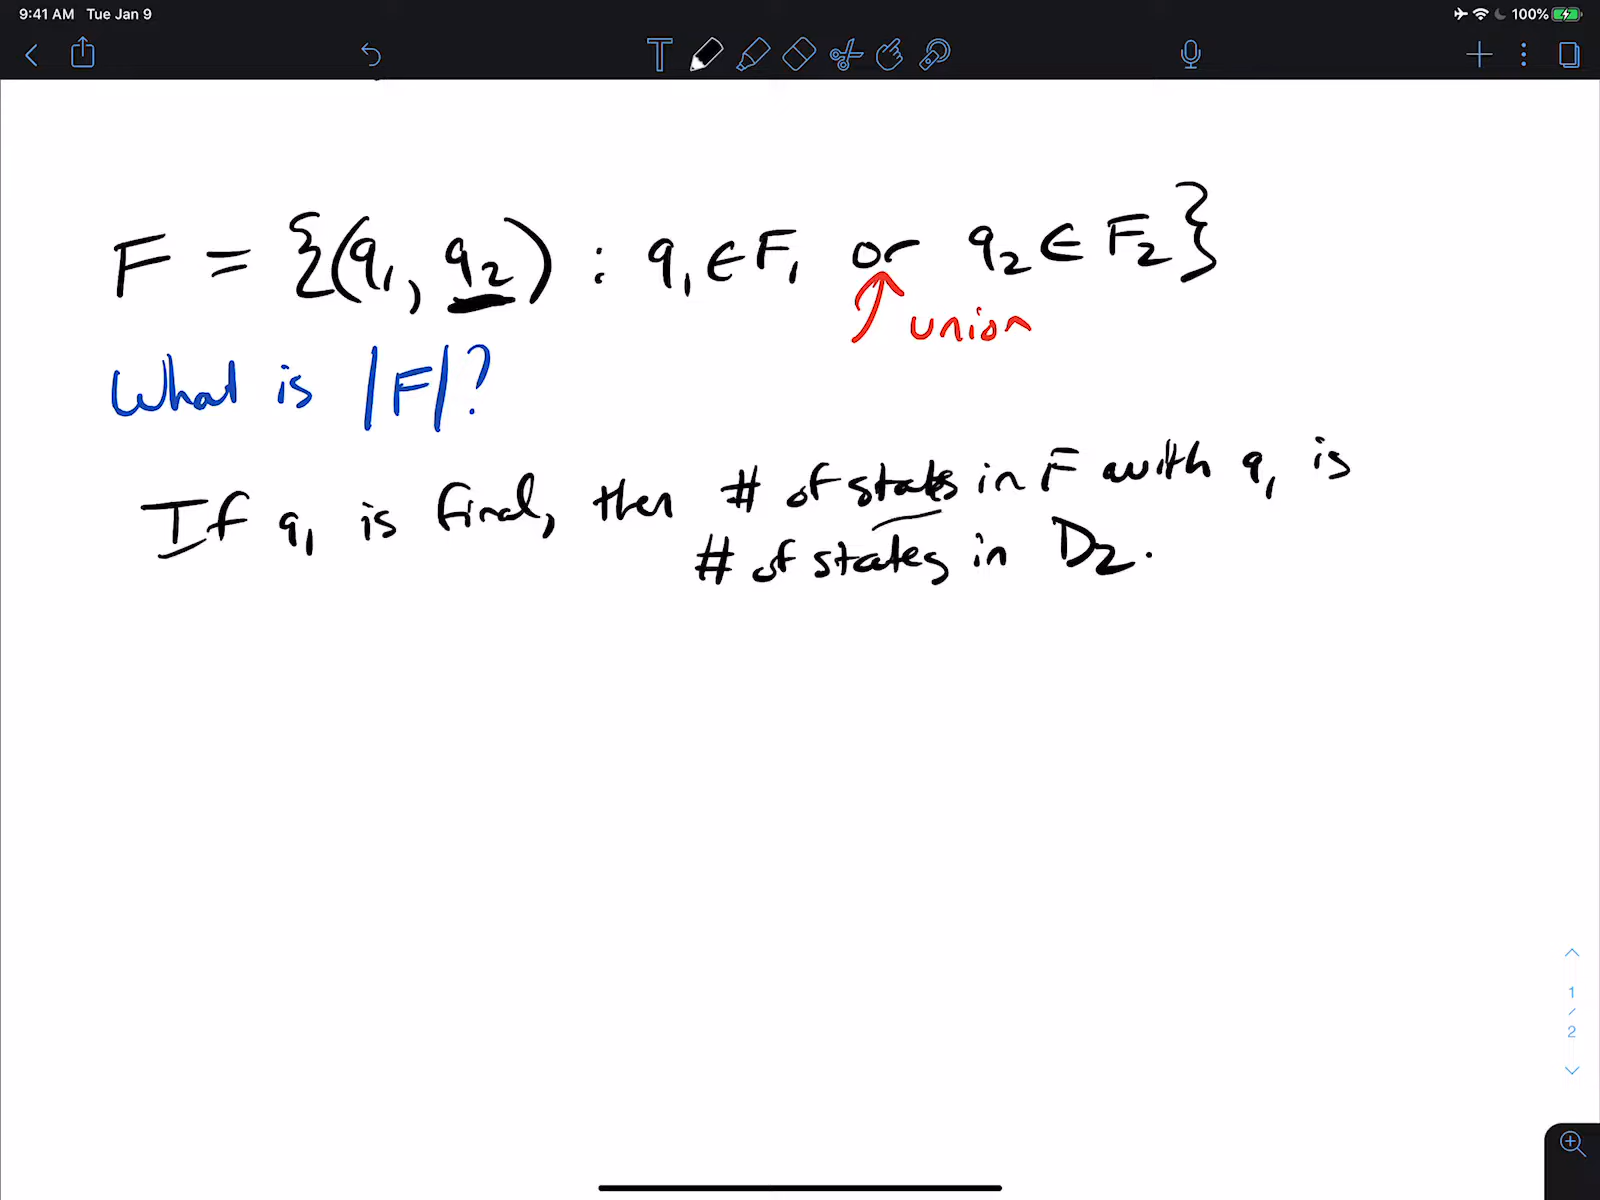 9:41 AM Tue Jan 9 100%
F = {(q₁, q₂) : q₁ ∈ F₁ or q₂ ∈ F₂}
union
What is |F|?
If q₁ is final, then # of states in F with q₁ is
# of states in D₂.
1
/
2